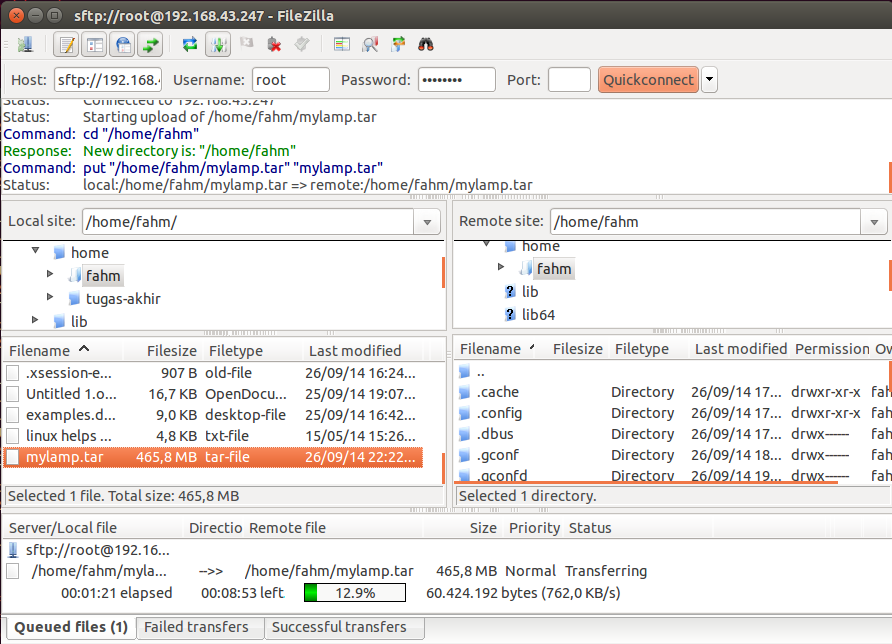 sftp://root@192.168.43.247 - FileZilla
Host: sftp://192.168. Username: root Password: •••••••• Port: Quickconnect
Status: Connected to 192.168.43.247
Status: Starting upload of /home/fahm/mylamp.tar
Command: cd "/home/fahm"
Response: New directory is: "/home/fahm"
Command: put "/home/fahm/mylamp.tar" "mylamp.tar"
Status: local:/home/fahm/mylamp.tar => remote:/home/fahm/mylamp.tar
Local site: /home/fahm/
home
fahm
tugas-akhir
lib
Filename Filesize Filetype Last modified
.xsession-e... 907 B old-file 26/09/14 16:24...
Untitled 1.o... 16,7 KB OpenDocu... 25/09/14 19:07...
examples.d... 9,0 KB desktop-file 25/09/14 16:42...
linux helps ... 4,8 KB txt-file 15/05/14 15:26...
mylamp.tar 465,8 MB tar-file 26/09/14 22:22...
Selected 1 file. Total size: 465,8 MB
Remote site: /home/fahm
home
fahm
lib
lib64
Filename Filesize Filetype Last modified Permission Ow
..
.cache Directory 26/09/14 17... drwxr-xr-x fah
.config Directory 26/09/14 17... drwxr-xr-x fah
.dbus Directory 26/09/14 17... drwx------ fah
.gconf Directory 26/09/14 18... drwx------ fah
.gconfd Directory 26/09/14 19... drwx------ fah
Selected 1 directory.
Server/Local file Directio Remote file Size Priority Status
sftp://root@192.16...
/home/fahm/myla... -->> /home/fahm/mylamp.tar 465,8 MB Normal Transferring
00:01:21 elapsed 00:08:53 left 12.9% 60.424.192 bytes (762,0 KB/s)
Queued files (1) Failed transfers Successful transfers